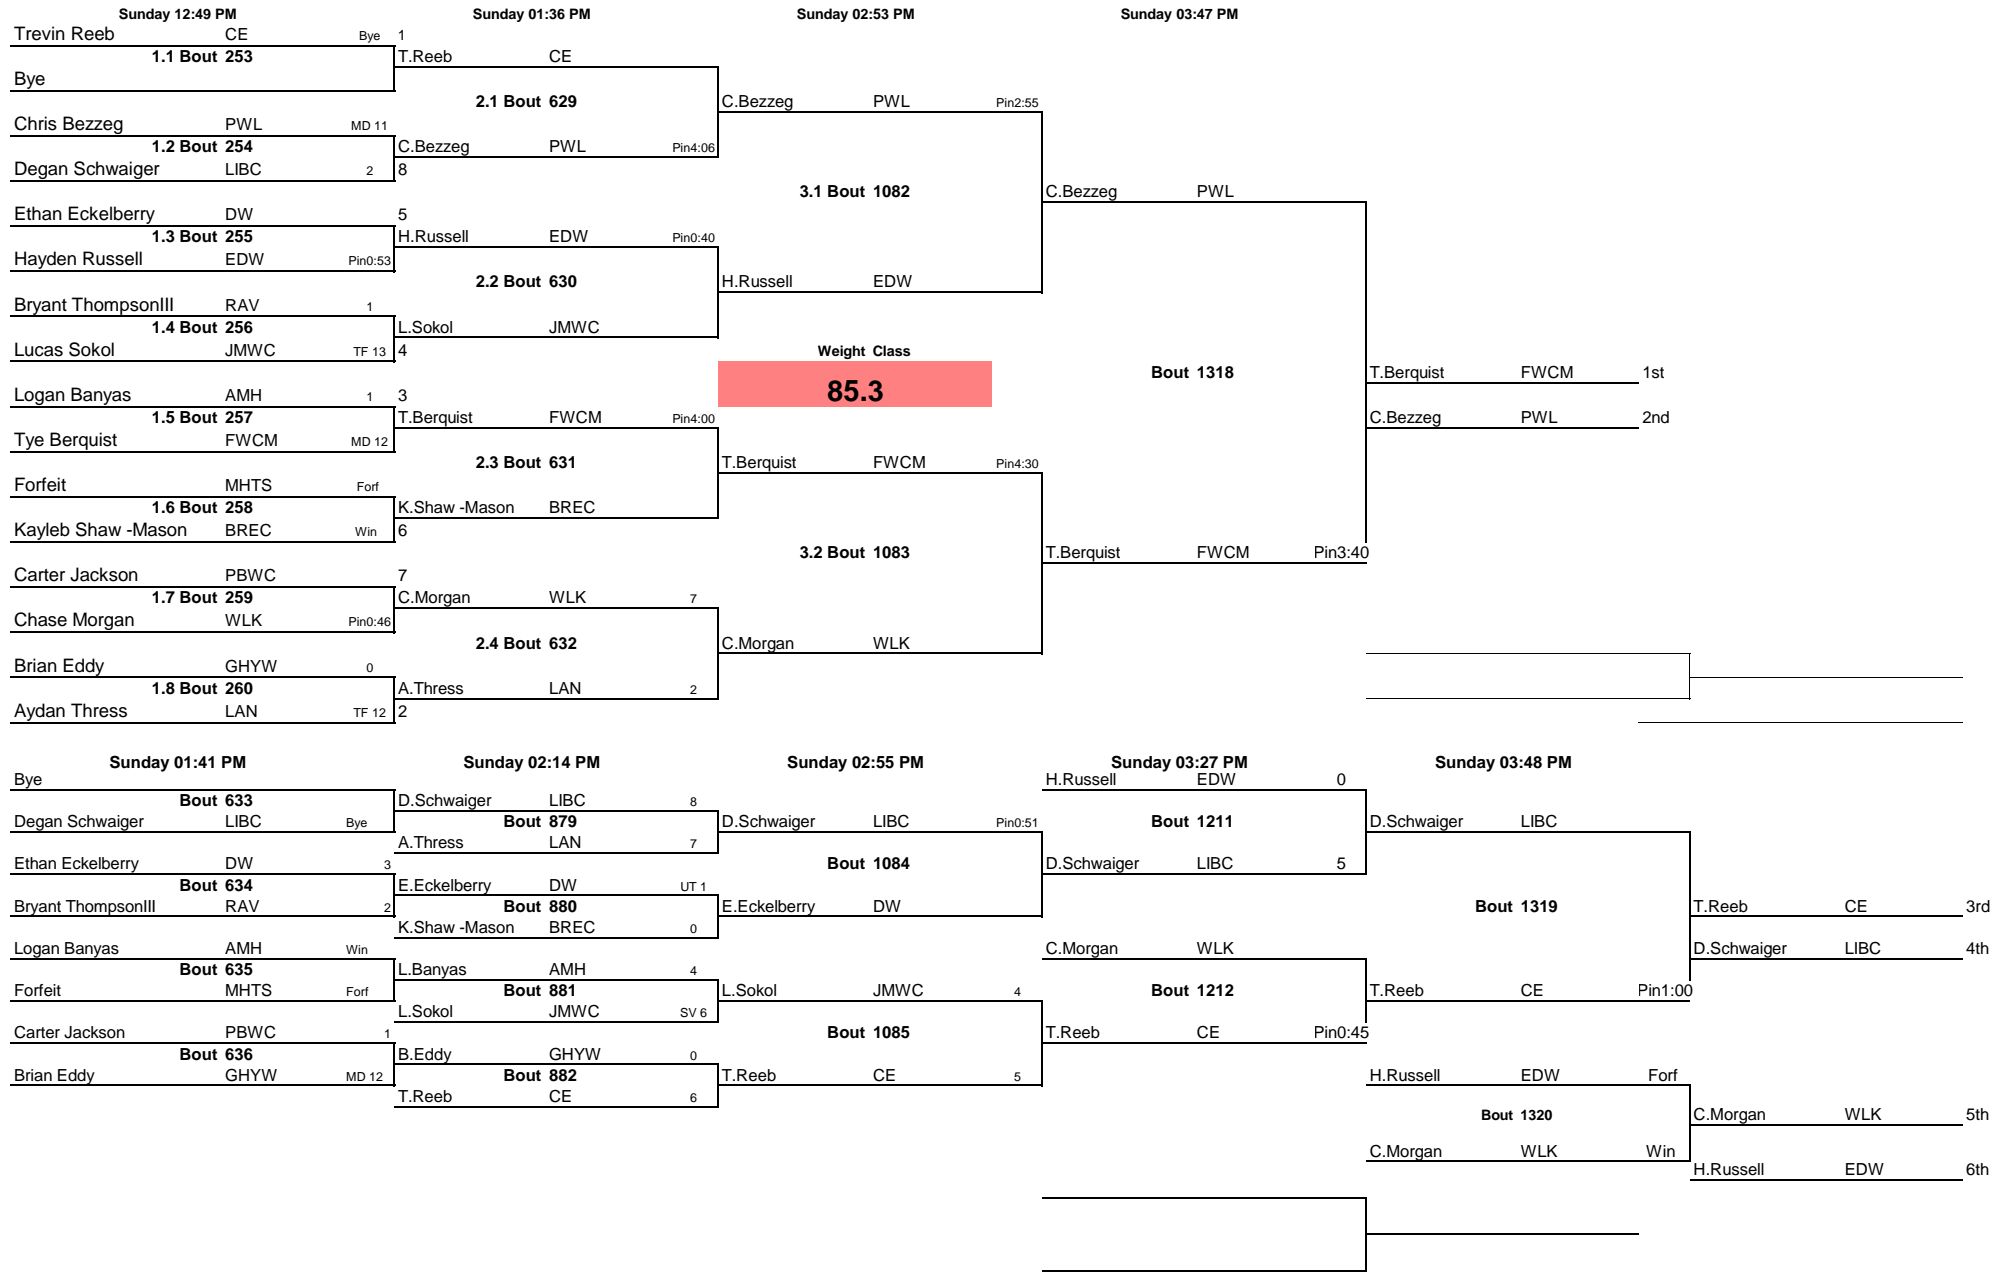 Sunday 12:49 PM Sunday 01:36 PM Sunday 02:53 PM Sunday 03:47 PM
Trevin Reeb CE Bye 1
1.1 Bout 253 T.Reeb CE
Bye
2.1 Bout 629 C.Bezzeg PWL Pin2:55
Chris Bezzeg PWL MD 11
1.2 Bout 254 C.Bezzeg PWL Pin4:06
Degan Schwaiger LIBC 2 8
3.1 Bout 1082 C.Bezzeg PWL
Ethan Eckelberry DW 5
1.3 Bout 255 H.Russell EDW Pin0:40
Hayden Russell EDW Pin0:53
2.2 Bout 630 H.Russell EDW
Bryant ThompsonIII RAV 1
1.4 Bout 256 L.Sokol JMWC
Lucas Sokol JMWC TF 13 4
Weight Class
Bout 1318 T.Berquist FWCM 1st
85.3
Logan Banyas AMH 1 3
1.5 Bout 257 T.Berquist FWCM Pin4:00
C.Bezzeg PWL 2nd
Tye Berquist FWCM MD 12
2.3 Bout 631 T.Berquist FWCM Pin4:30
Forfeit MHTS Forf
1.6 Bout 258 K.Shaw -Mason BREC
Kayleb Shaw -Mason BREC Win 6
3.2 Bout 1083 T.Berquist FWCM Pin3:40
Carter Jackson PBWC 7
1.7 Bout 259 C.Morgan WLK 7
Chase Morgan WLK Pin0:46
2.4 Bout 632 C.Morgan WLK
Brian Eddy GHYW 0
1.8 Bout 260 A.Thress LAN 2
Aydan Thress LAN TF 12 2
Sunday 01:41 PM Sunday 02:14 PM Sunday 02:55 PM Sunday 03:27 PM Sunday 03:48 PM
Bye H.Russell EDW 0
Bout 633 D.Schwaiger LIBC 8
Degan Schwaiger LIBC Bye Bout 879 D.Schwaiger LIBC Pin0:51 Bout 1211 D.Schwaiger LIBC
A.Thress LAN 7
Ethan Eckelberry DW 3 Bout 1084 D.Schwaiger LIBC 5
Bout 634 E.Eckelberry DW UT 1
Bryant ThompsonIII RAV 2 Bout 880 E.Eckelberry DW Bout 1319 T.Reeb CE 3rd
K.Shaw -Mason BREC 0
Logan Banyas AMH Win C.Morgan WLK D.Schwaiger LIBC 4th
Bout 635 L.Banyas AMH 4
Forfeit MHTS Forf Bout 881 L.Sokol JMWC 4 Bout 1212 T.Reeb CE Pin1:00
L.Sokol JMWC SV 6
Carter Jackson PBWC 1 Bout 1085 T.Reeb CE Pin0:45
Bout 636 B.Eddy GHYW 0
Brian Eddy GHYW MD 12 Bout 882 T.Reeb CE 5 H.Russell EDW Forf
T.Reeb CE 6
Bout 1320 C.Morgan WLK 5th
C.Morgan WLK Win
H.Russell EDW 6th